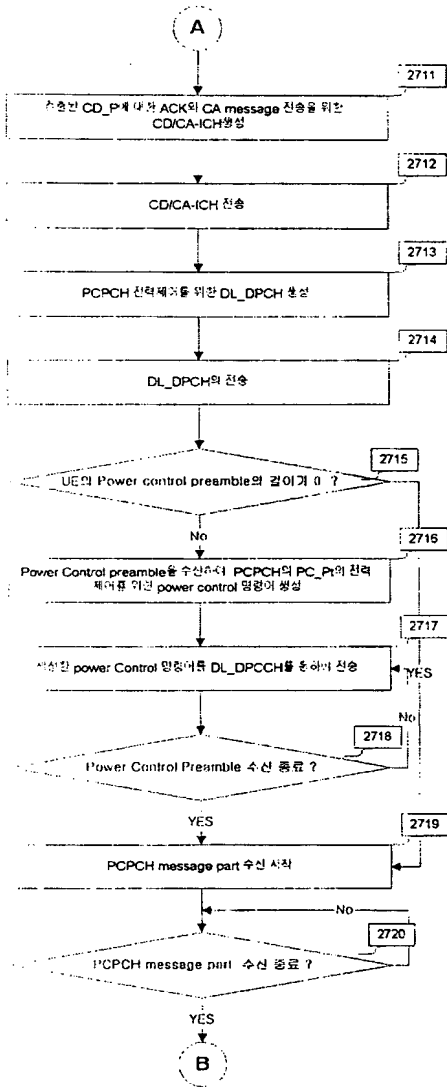 A
2711
CD_P에 대한 ACK와 CA message 전송을 위한
CD/CA-ICH생성
2712
CD/CA-ICH 전송
2713
PCPCH 전력제어를 위한 DL_DPCH 생성
2714
DL_DPCH의 전송
2715
UE의 Power control preamble의 길이가 0 ?
No
2716
Power Control preamble을 수신하여 PCPCH의 PC_P의 전력
제어를 위한 power control 명령어 생성
2717
생성한 power Control 명령어를 DL_DPCCH를 통하여 전송
YES
No
2718
Power Control Preamble 수신 종료 ?
YES
2719
PCPCH message part 수신 시작
No
2720
PCPCH message part 수신 종료 ?
YES
B